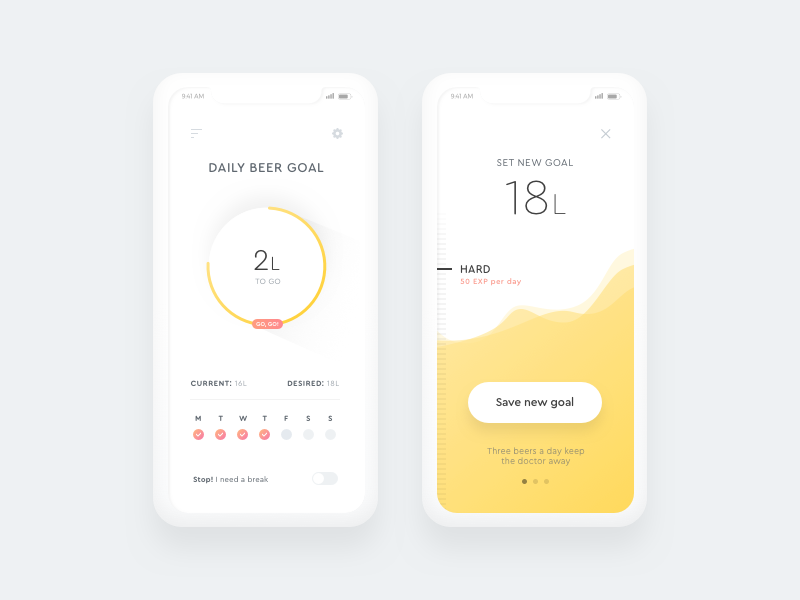 9:41 AM
DAILY BEER GOAL
2L
TO GO
GO, GO!
CURRENT: 16L
DESIRED: 18L
M T W T F S S
Stop! I need a break
9:41 AM
SET NEW GOAL
18L
HARD
50 EXP per day
Save new goal
Three beers a day keep
the doctor away